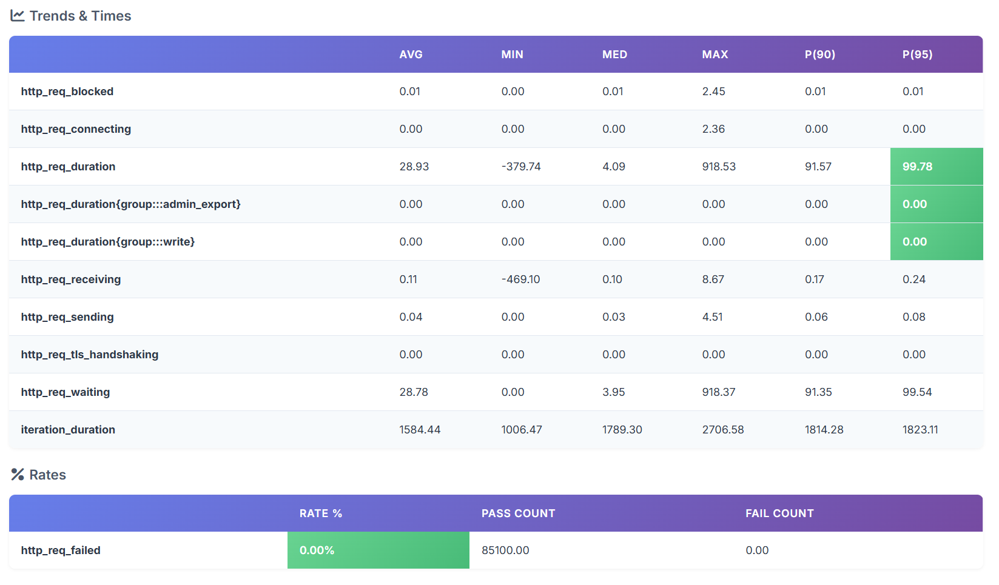 Trends & Times
AVG MIN MED MAX P(90) P(95)
http_req_blocked 0.01 0.00 0.01 2.45 0.01 0.01
http_req_connecting 0.00 0.00 0.00 2.36 0.00 0.00
http_req_duration 28.93 -379.74 4.09 918.53 91.57 99.78
http_req_duration{group:::admin_export} 0.00 0.00 0.00 0.00 0.00 0.00
http_req_duration{group:::write} 0.00 0.00 0.00 0.00 0.00 0.00
http_req_receiving 0.11 -469.10 0.10 8.67 0.17 0.24
http_req_sending 0.04 0.00 0.03 4.51 0.06 0.08
http_req_tls_handshaking 0.00 0.00 0.00 0.00 0.00 0.00
http_req_waiting 28.78 0.00 3.95 918.37 91.35 99.54
iteration_duration 1584.44 1006.47 1789.30 2706.58 1814.28 1823.11
Rates
RATE % PASS COUNT FAIL COUNT
http_req_failed 0.00% 85100.00 0.00